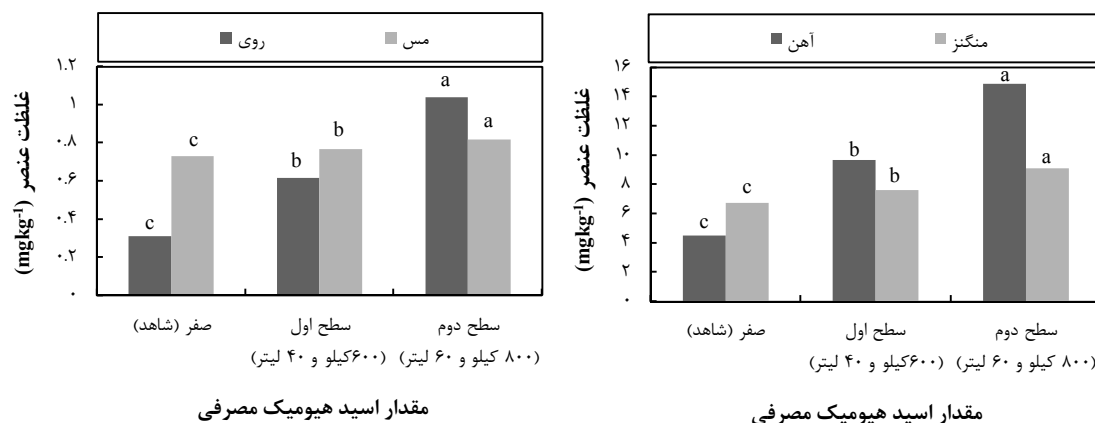 روی مس
غلظت عنصر (mgkg-1)
۱.۲
۱
۰.۸
۰.۶
۰.۴
۰.۲
۰
c c b b a a
صفر (شاهد) سطح اول سطح دوم
(۶۰۰کیلو و ۴۰ لیتر) (۸۰۰ کیلو و ۶۰ لیتر)
مقدار اسید هیومیک مصرفی
آهن منگنز
غلظت عنصر (mgkg-1)
۱۶
۱۴
۱۲
۱۰
۸
۶
۴
۲
۰
c c b b a a
صفر (شاهد) سطح اول سطح دوم
(۶۰۰کیلو و ۴۰ لیتر) (۸۰۰ کیلو و ۶۰ لیتر)
مقدار اسید هیومیک مصرفی